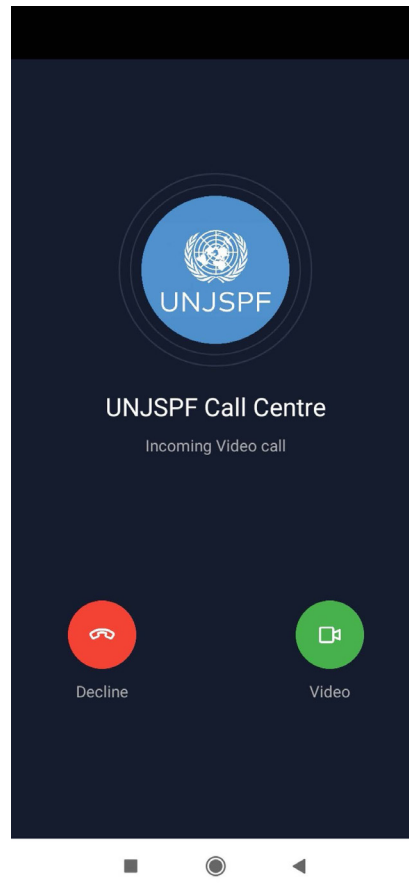 UNJSPF
UNJSPF Call Centre
Incoming Video call
Decline
Video